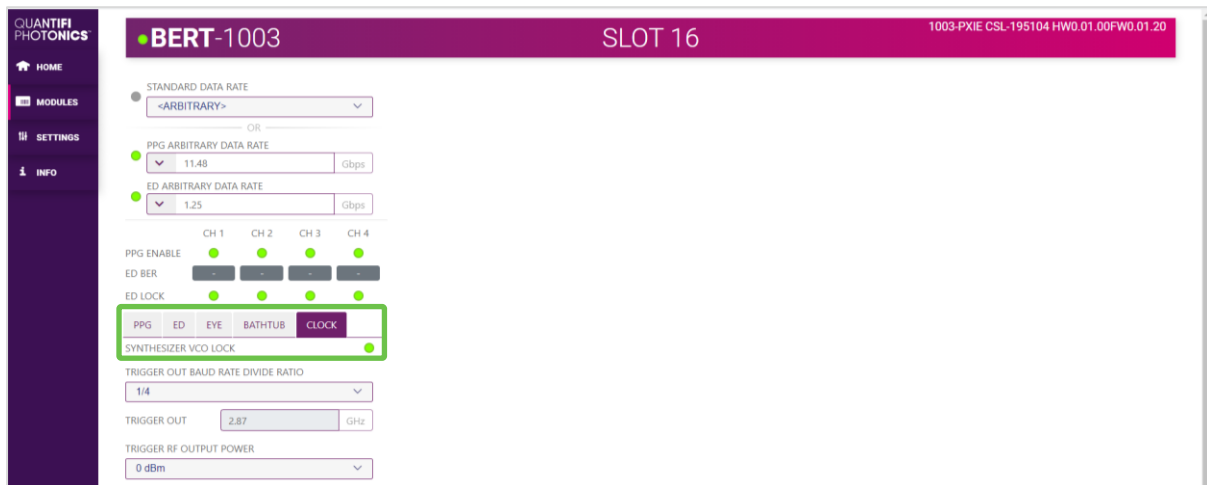 QUANTIFI
PHOTONICS™
HOME
MODULES
SETTINGS
INFO
BERT-1003
SLOT 16
1003-PXIE CSL-195104 HW0.01.00FW0.01.20
STANDARD DATA RATE
<ARBITRARY>
OR
PPG ARBITRARY DATA RATE
11.48 Gbps
ED ARBITRARY DATA RATE
1.25 Gbps
CH 1 CH 2 CH 3 CH 4
PPG ENABLE
ED BER - - - -
ED LOCK
PPG ED EYE BATHTUB CLOCK
SYNTHESIZER VCO LOCK
TRIGGER OUT BAUD RATE DIVIDE RATIO
1/4
TRIGGER OUT 2.87 GHz
TRIGGER RF OUTPUT POWER
0 dBm